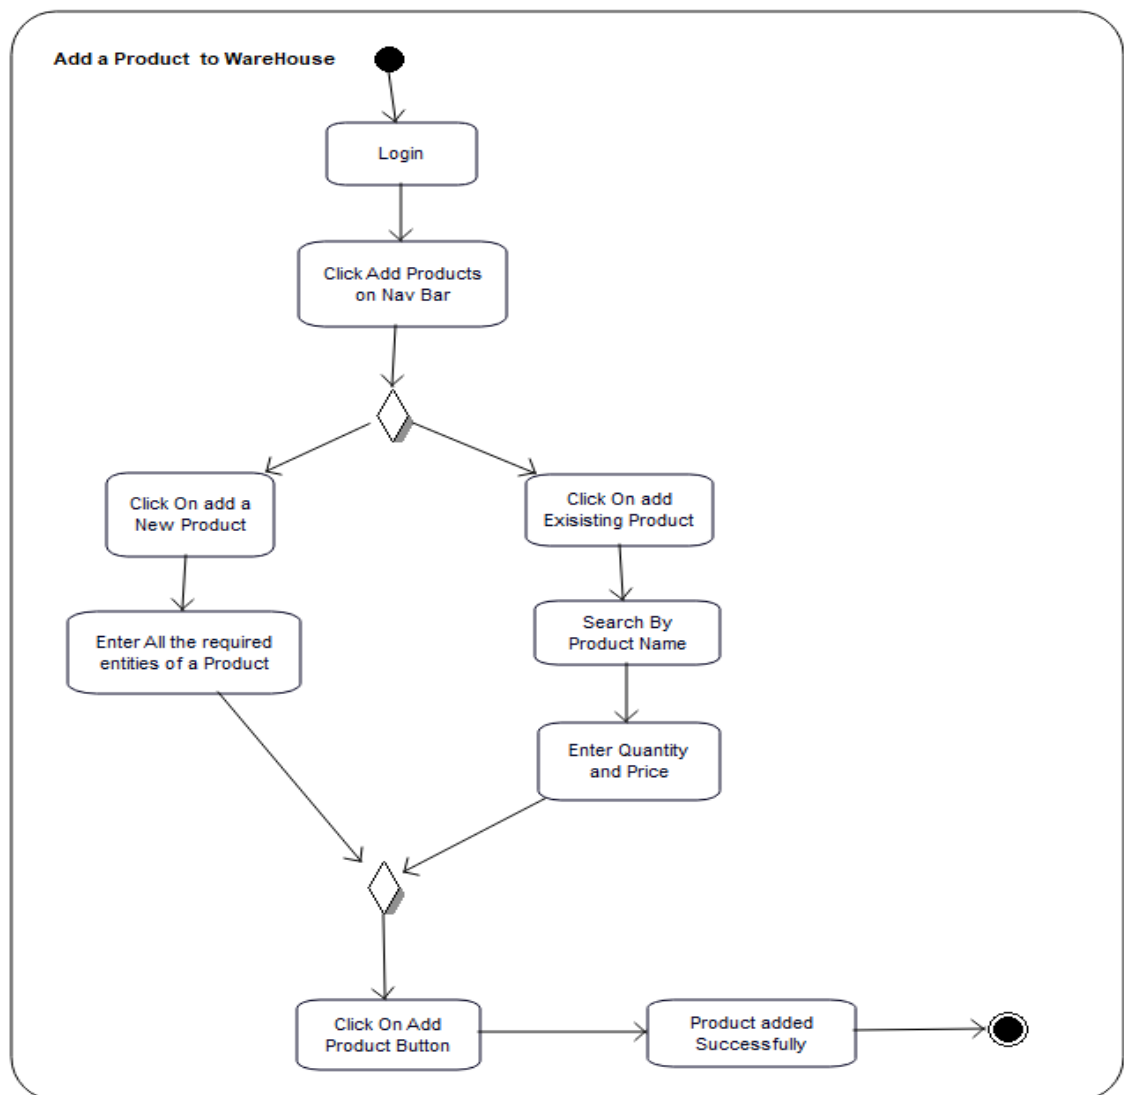 Add a Product  to WareHouse
Login
Click Add Products
on Nav Bar
Click On add a
New Product
Click On add
Exisisting Product
Enter All the required
entities of a Product
Search By
Product Name
Enter Quantity
and Price
Click On Add
Product Button
Product added
Successfully